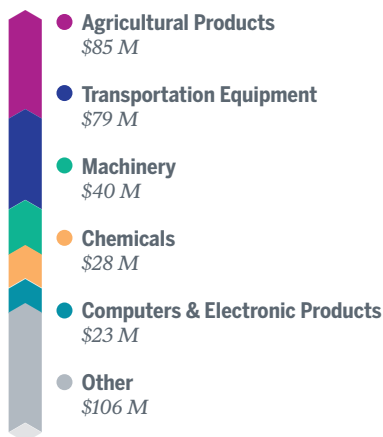 Agricultural Products
$85 M
Transportation Equipment
$79 M
Machinery
$40 M
Chemicals
$28 M
Computers & Electronic Products
$23 M
Other
$106 M